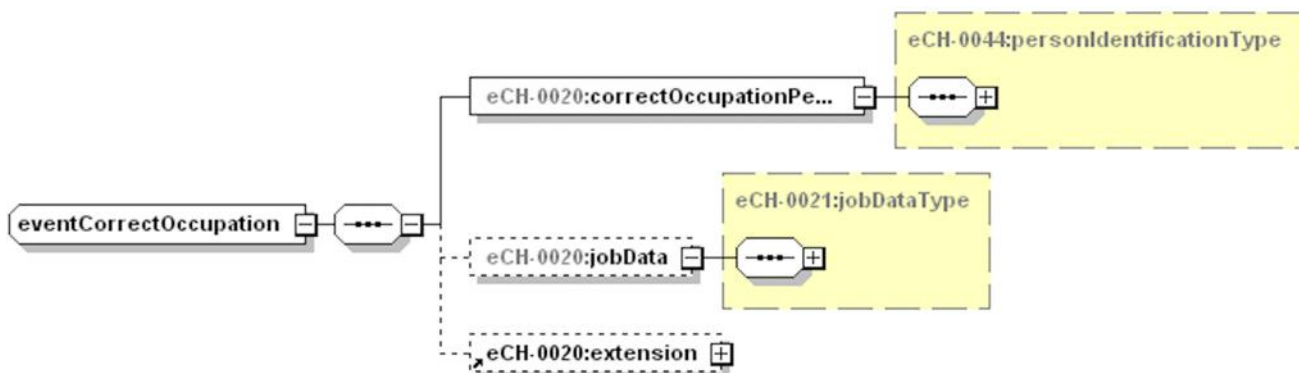 eCH-0044:personIdentificationType
eCH-0020:correctOccupationPe...
eCH-0021:jobDataType
eventCorrectOccupation
eCH-0020:jobData
eCH-0020:extension